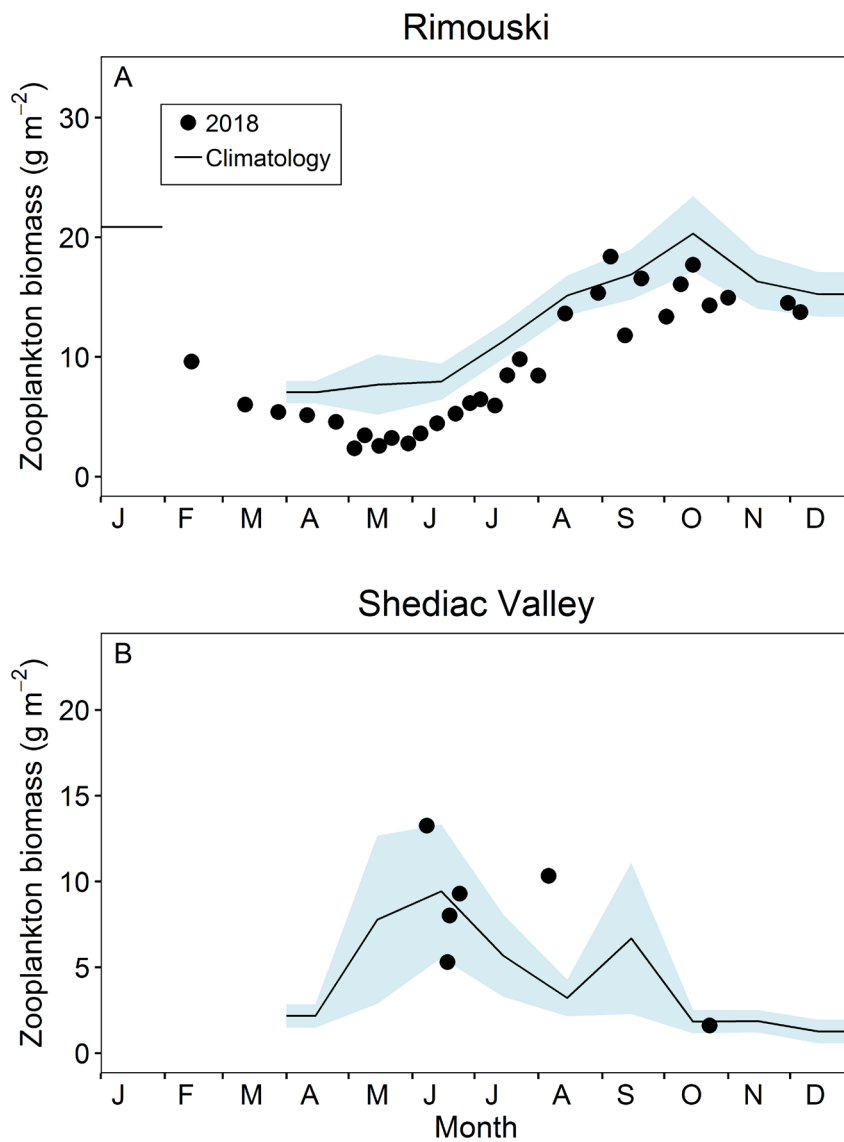 Rimouski
A
2018
Climatology
Zooplankton biomass (g m⁻²)
30
20
10
0
J F M A M J J A S O N D
Shediac Valley
B
Zooplankton biomass (g m⁻²)
20
15
10
5
0
J F M A M J J A S O N D
Month